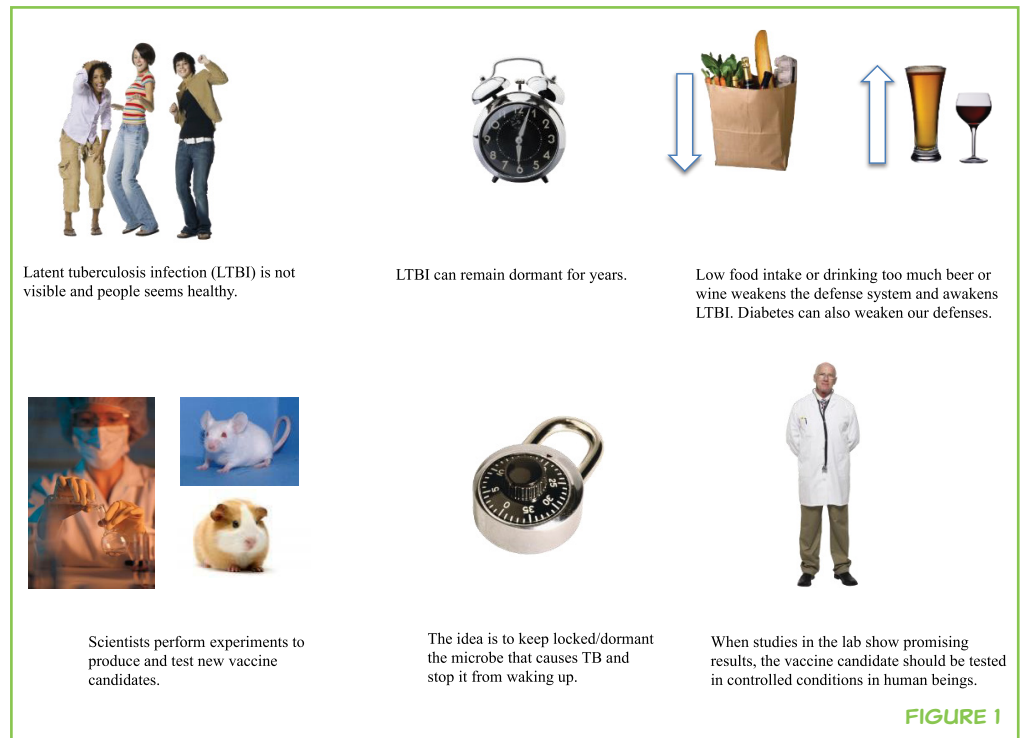 Latent tuberculosis infection (LTBI) is not
visible and people seems healthy.
LTBI can remain dormant for years.
Low food intake or drinking too much beer or
wine weakens the defense system and awakens
LTBI. Diabetes can also weaken our defenses.
Scientists perform experiments to
produce and test new vaccine
candidates.
The idea is to keep locked/dormant
the microbe that causes TB and
stop it from waking up.
When studies in the lab show promising
results, the vaccine candidate should be tested
in controlled conditions in human beings.
FIGURE 1